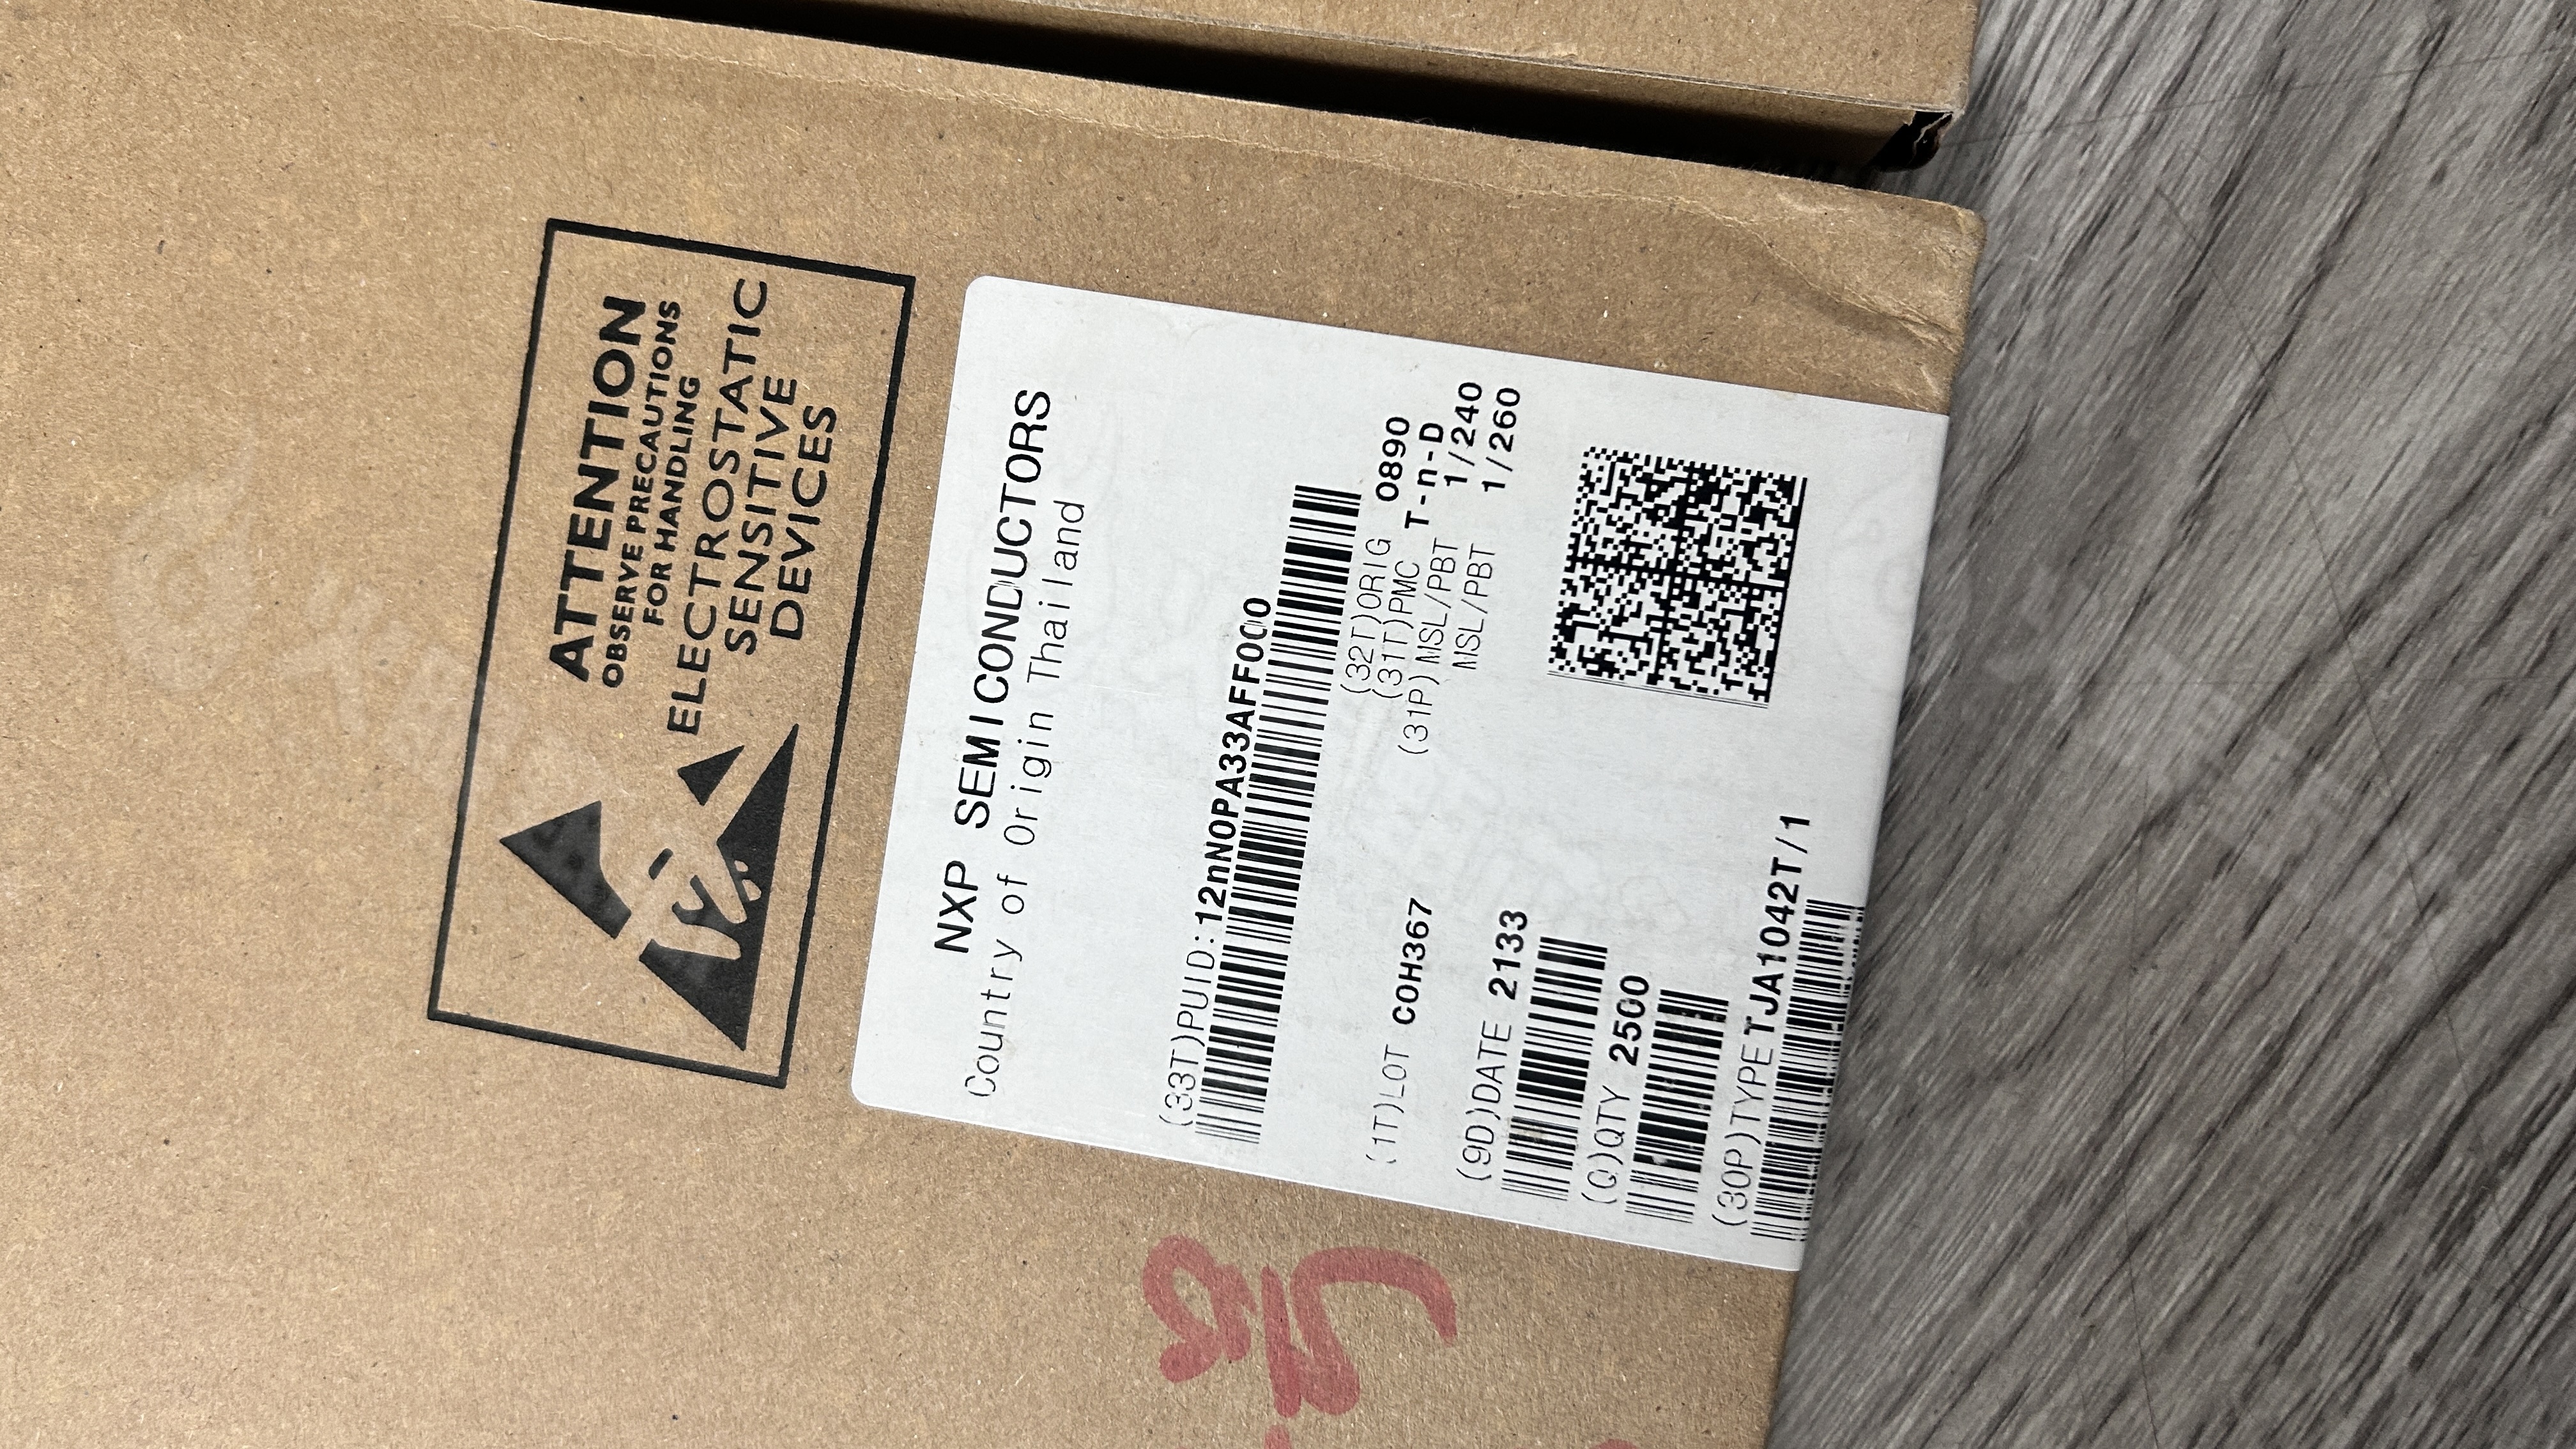 ATTENTION
OBSERVE PRECAUTIONS
FOR HANDLING
ELECTROSTATIC
SENSITIVE
DEVICES
NXP SEMICONDUCTORS
Country of Origin Thailand
(33T)PUID:12nN0PA33AFF000
(32T)ORIG 0890
(31T)PMC T-n-D
(31P)MSL/PBT 1/240
MSL/PBT 1/260
(1T)LOT C0H367
(9D)DATE 2133
(Q)QTY 2500
(30P)TYPE TJA1042T/1